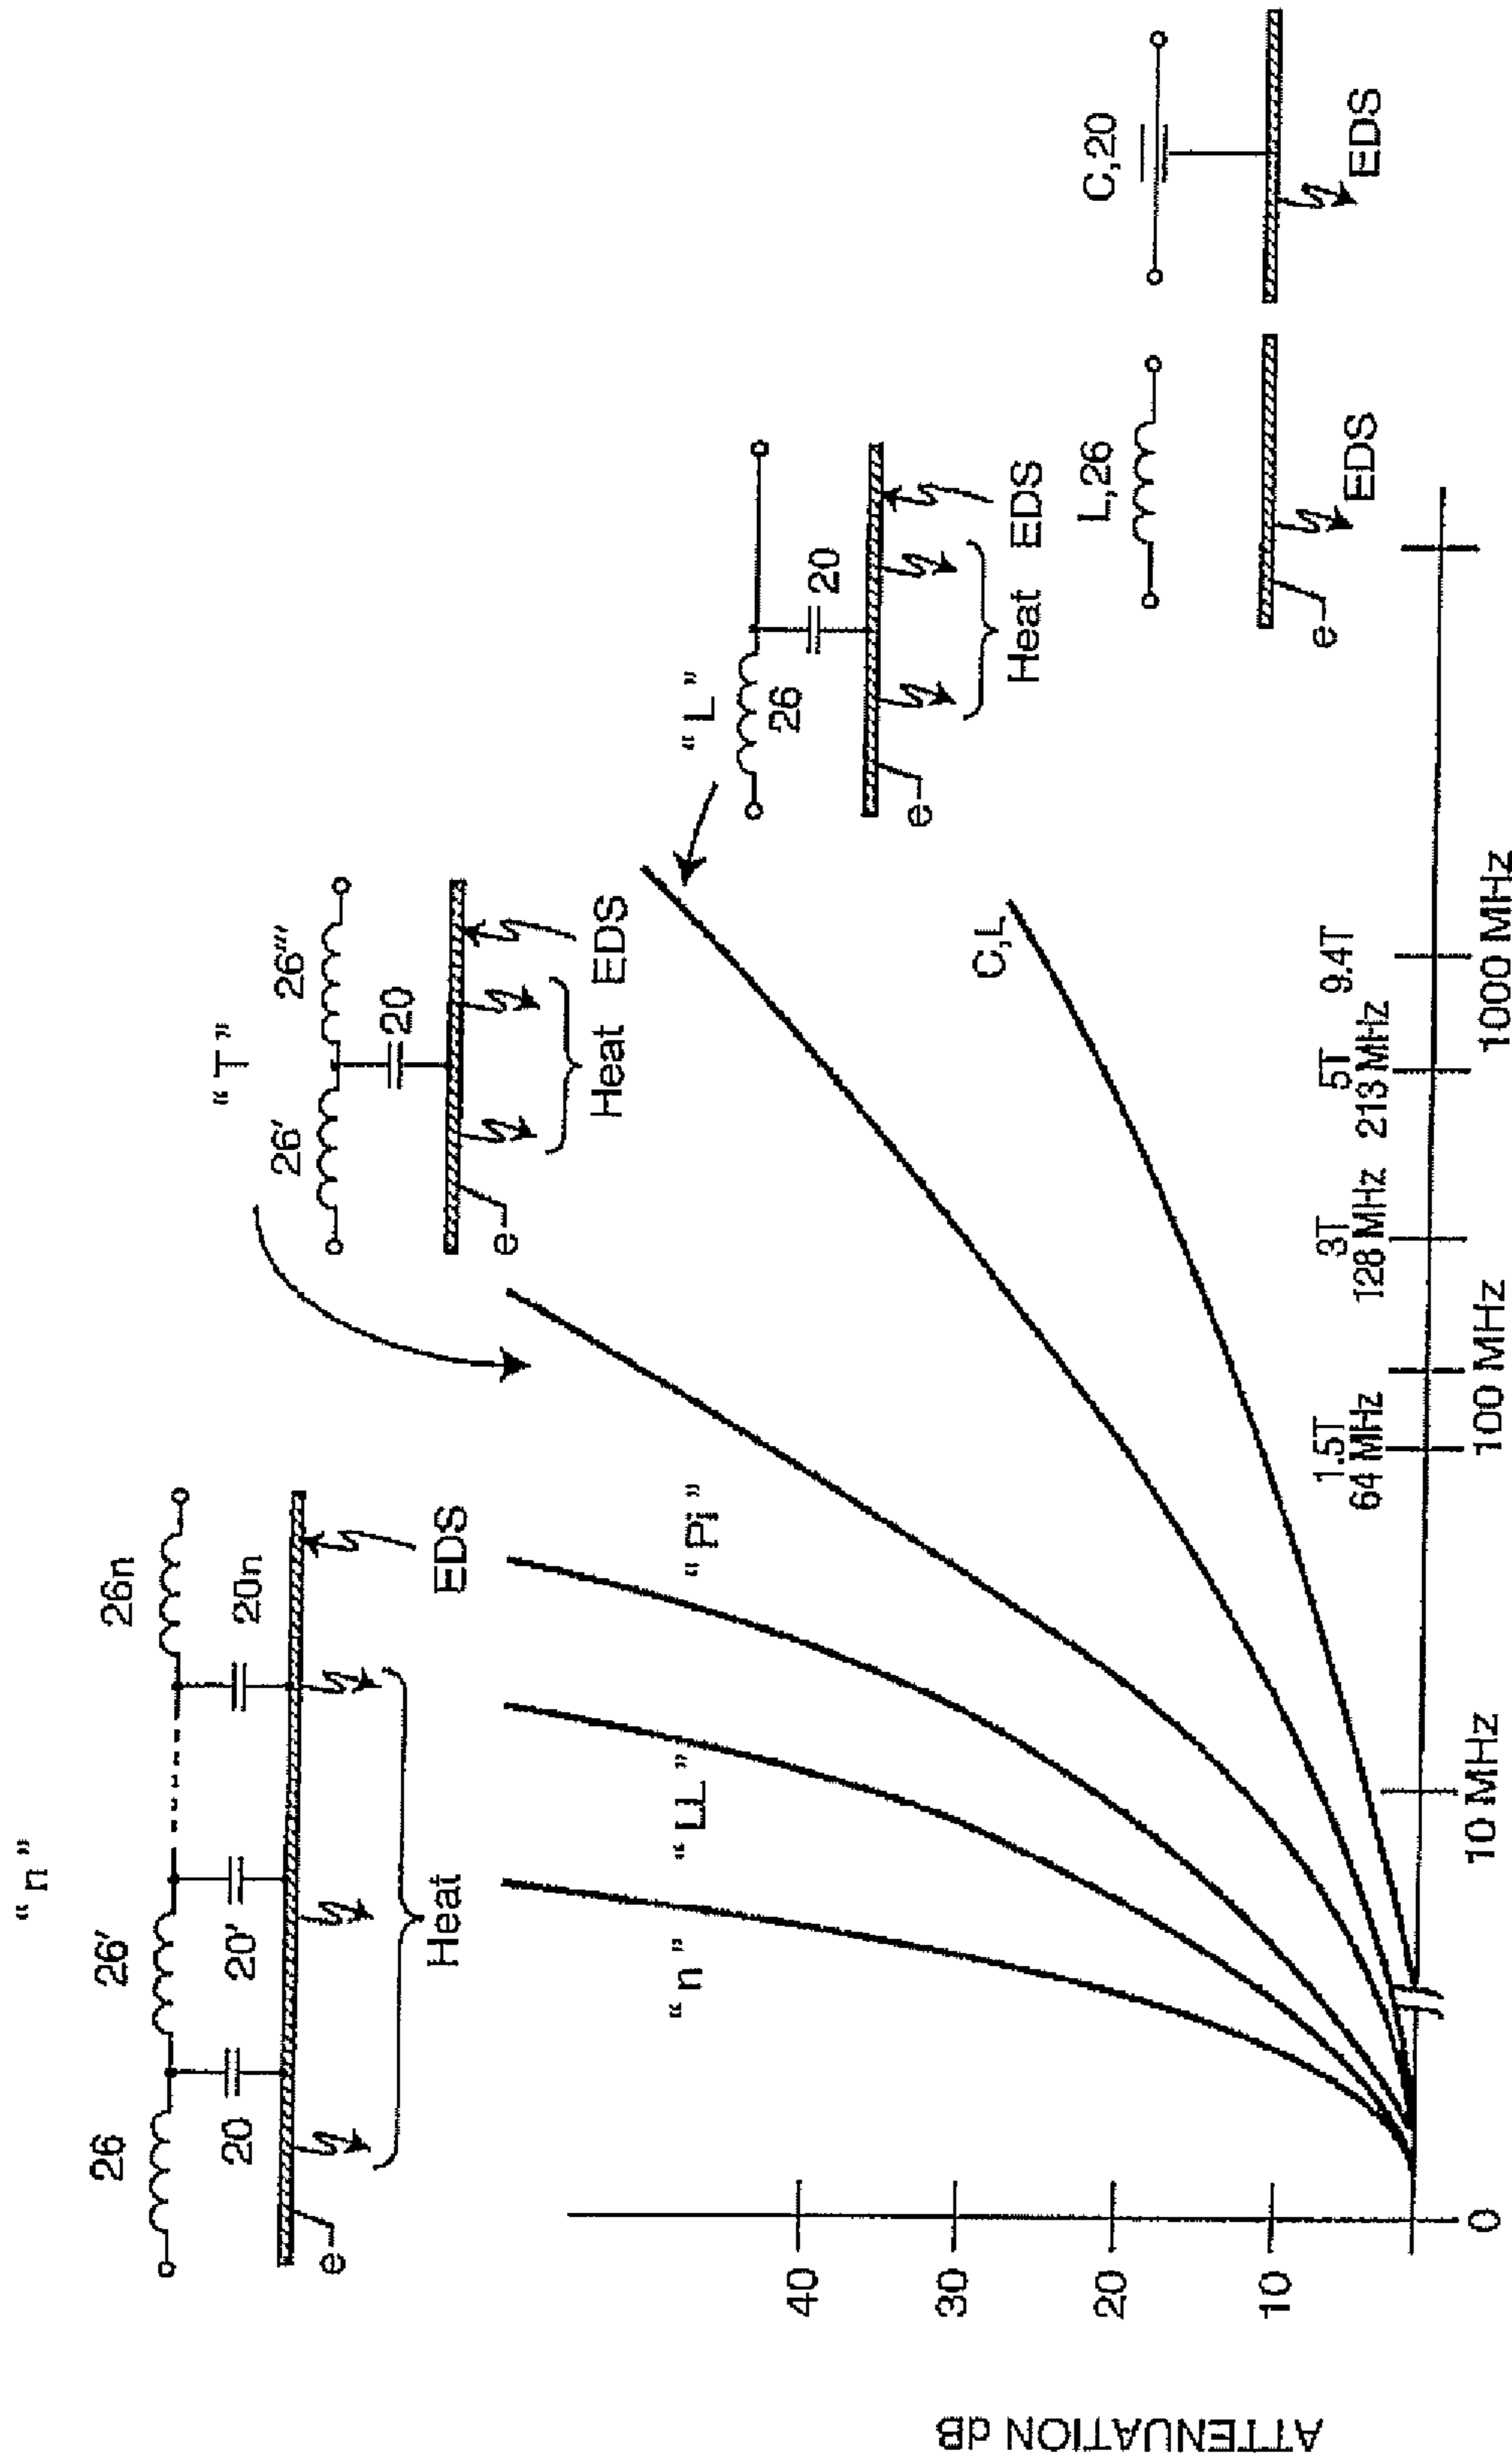 “n”
26
26′
26n
20
20′
20n
e
Heat
EDS
“T”
26′
26‴
20
e
Heat
EDS
“L”
26
20
e
Heat
EDS
L,26
e
EDS
C,20
EDS
“n”
“LL”
“Pi”
C,L
ATTENUATION dB
40
30
20
10
0
1.5T
64 MHz
3T
128 MHz
5T
213 MHz
9.4T
10 MHz
100 MHz
1000 MHz